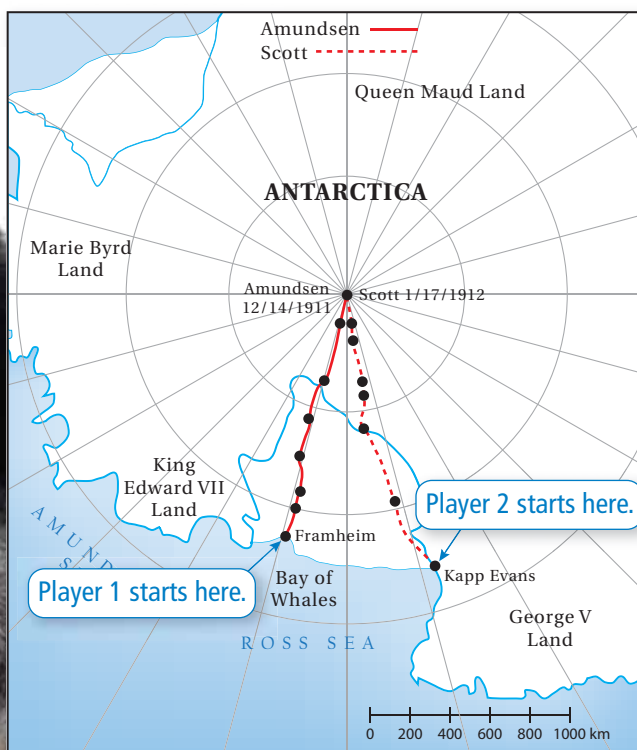 Amundsen
Scott
Queen Maud Land
ANTARCTICA
Marie Byrd
Land
Amundsen
12/14/1911
Scott 1/17/1912
King
Edward VII
Land
Player 2 starts here.
AMUND
S
Framheim
Player 1 starts here.
Bay of
Whales
Kapp Evans
George V
Land
ROSS SEA
0 200 400 600 800 1000 km